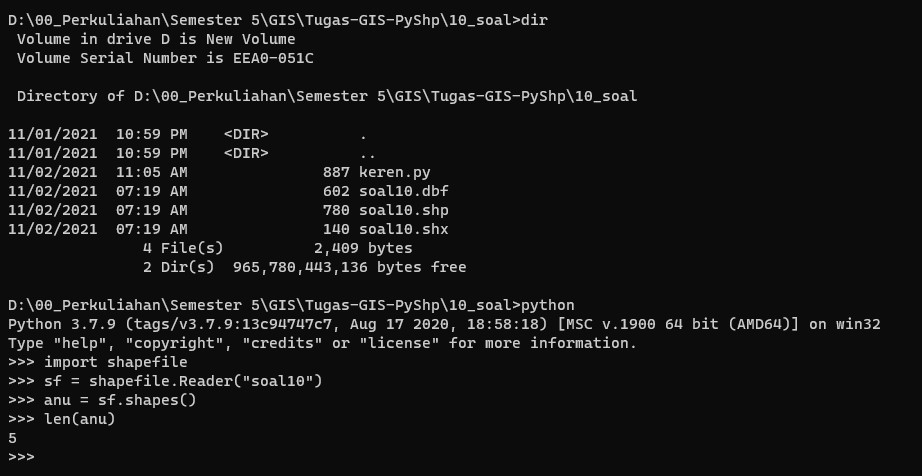 D:\00_Perkuliahan\Semester 5\GIS\Tugas-GIS-PyShp\10_soal>dir
 Volume in drive D is New Volume
 Volume Serial Number is EEA0-051C

 Directory of D:\00_Perkuliahan\Semester 5\GIS\Tugas-GIS-PyShp\10_soal

11/01/2021  10:59 PM    <DIR>          .
11/01/2021  10:59 PM    <DIR>          ..
11/02/2021  11:05 AM               887 keren.py
11/02/2021  07:19 AM               602 soal10.dbf
11/02/2021  07:19 AM               780 soal10.shp
11/02/2021  07:19 AM               140 soal10.shx
               4 File(s)          2,409 bytes
               2 Dir(s)  965,780,443,136 bytes free

D:\00_Perkuliahan\Semester 5\GIS\Tugas-GIS-PyShp\10_soal>python
Python 3.7.9 (tags/v3.7.9:13c94747c7, Aug 17 2020, 18:58:18) [MSC v.1900 64 bit (AMD64)] on win32
Type "help", "copyright", "credits" or "license" for more information.
>>> import shapefile
>>> sf = shapefile.Reader("soal10")
>>> anu = sf.shapes()
>>> len(anu)
5
>>>